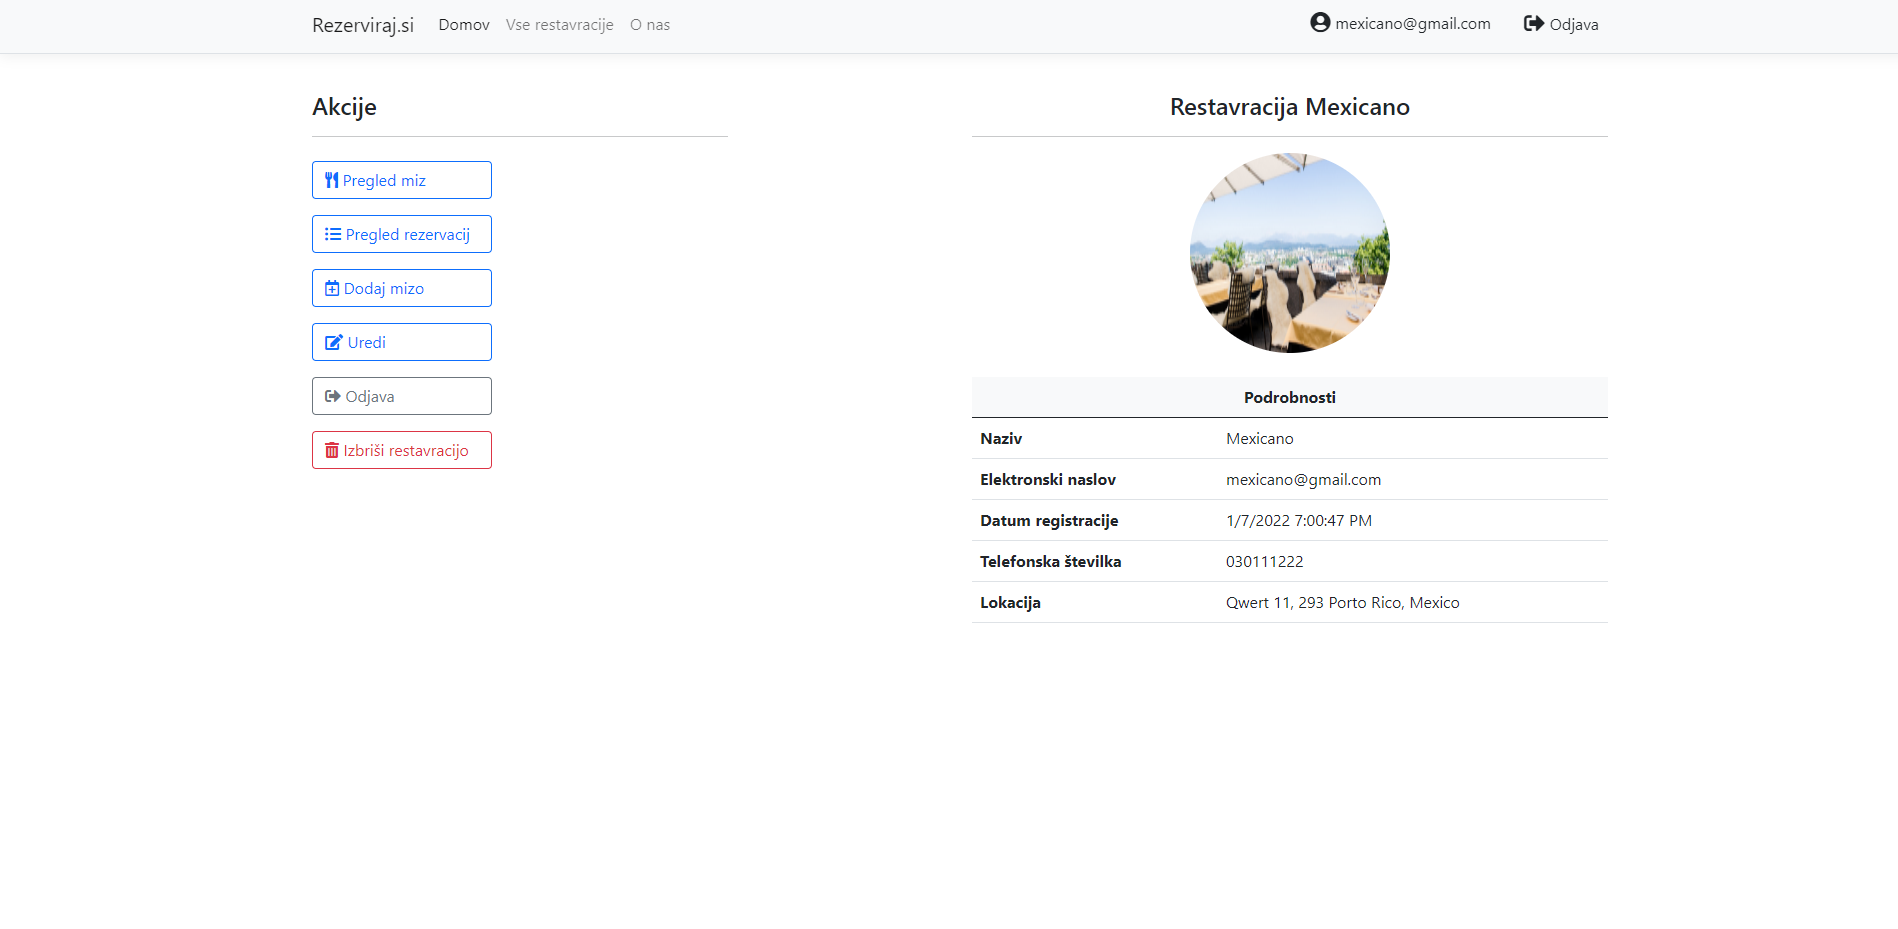 Rezerviraj.si Domov Vse restavracije O nas mexicano@gmail.com Odjava
Akcije
Pregled miz
Pregled rezervacij
Dodaj mizo
Uredi
Odjava
Izbriši restavracijo
Restavracija Mexicano
Podrobnosti
Naziv Mexicano
Elektronski naslov mexicano@gmail.com
Datum registracije 1/7/2022 7:00:47 PM
Telefonska številka 030111222
Lokacija Qwert 11, 293 Porto Rico, Mexico